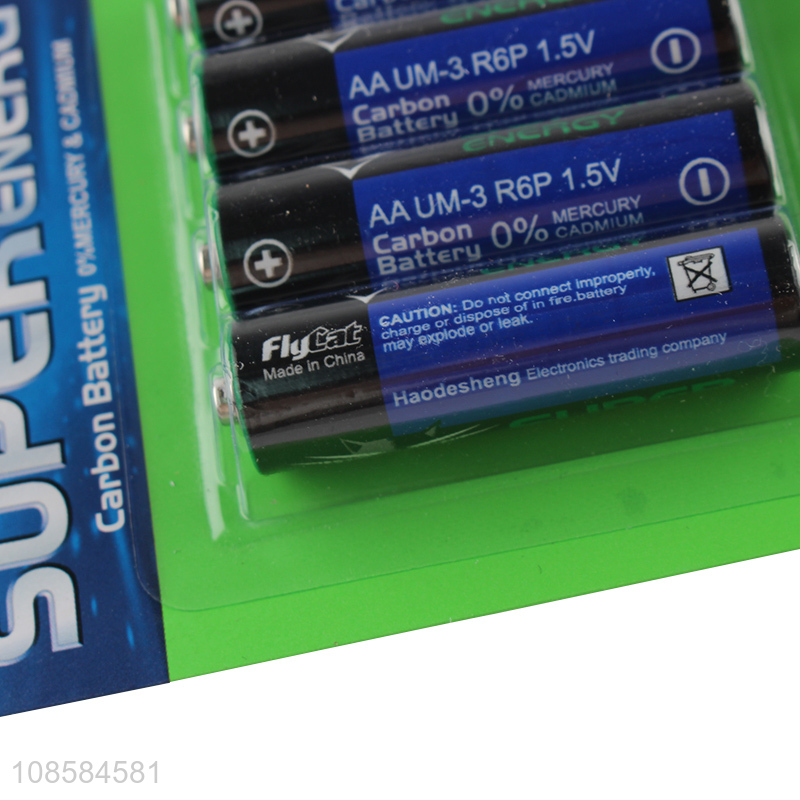 SUPER ENERG
Carbon Battery 0%MERCURY & CADMIUM
ENERGY
AA UM-3 R6P 1.5V
Carbon Battery 0% MERCURY CADMIUM
ENERGY
AA UM-3 R6P 1.5V
Carbon Battery 0% MERCURY CADMIUM
ENERGY
FlyCat
Made in China
CAUTION: Do not connect improperly,
charge or dispose of in fire.battery
may explode or leak.
Haodesheng Electronics trading company
SUPER
108584581